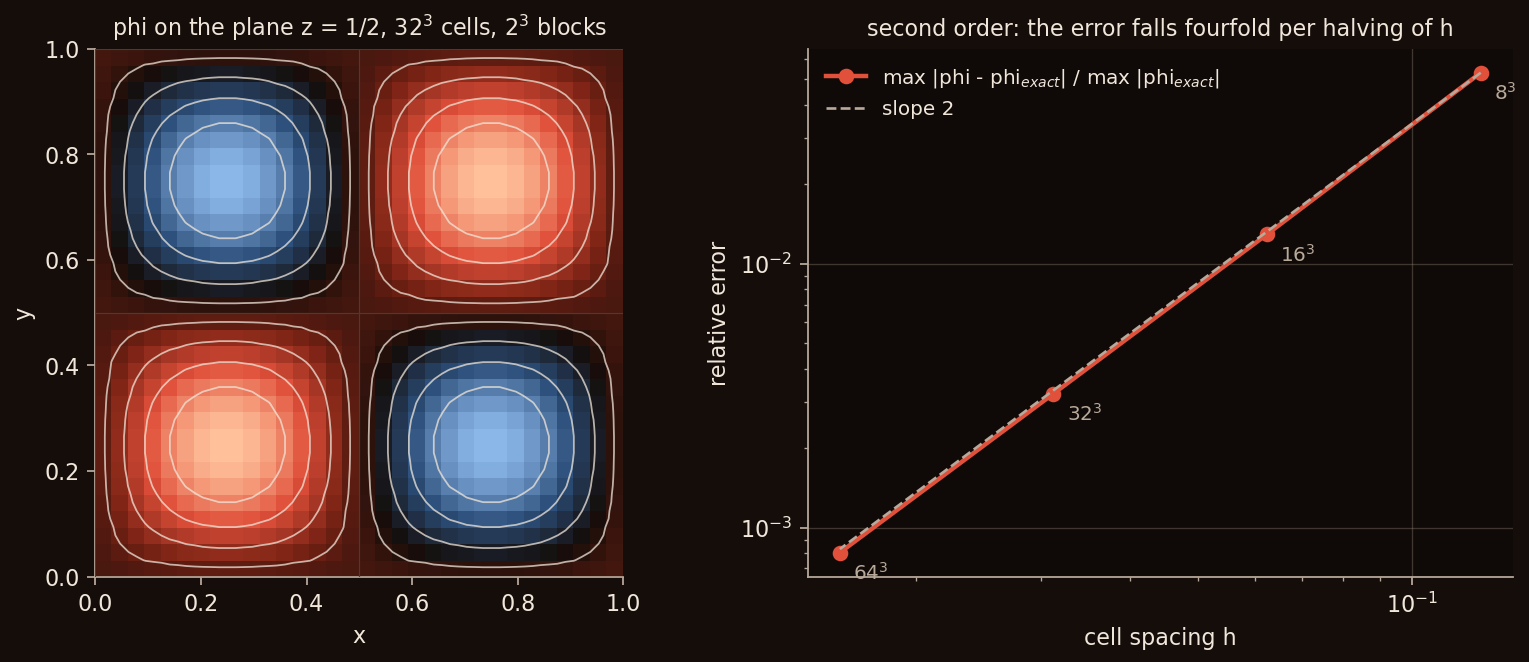 phi on the plane z = 1/2, 32³ cells, 2³ blocks
1.0
0.8
0.6
0.4
0.2
0.0
y
0.0 0.2 0.4 0.6 0.8 1.0
x
second order: the error falls fourfold per halving of h
max |phi - phi_exact| / max |phi_exact|
slope 2
8³
16³
32³
64³
10⁻²
10⁻³
relative error
10⁻¹
cell spacing h